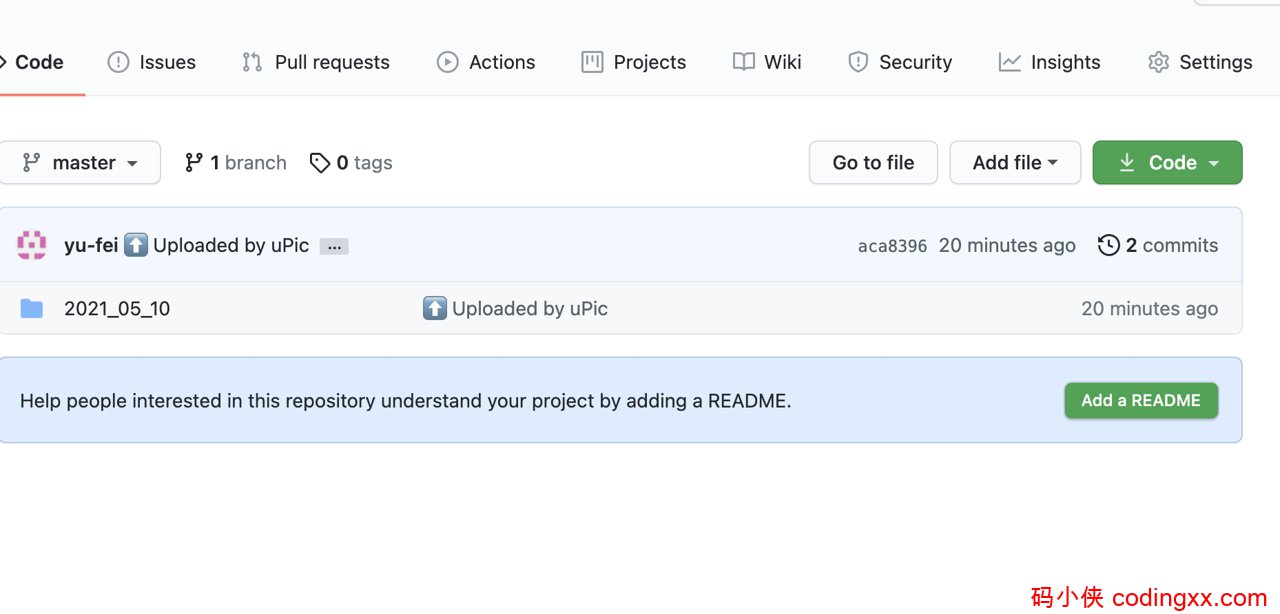 Code Issues Pull requests Actions Projects Wiki Security Insights Settings
master 1 branch 0 tags Go to file Add file Code
yu-fei Uploaded by uPic ... aca8396 20 minutes ago 2 commits
2021_05_10 Uploaded by uPic 20 minutes ago
Help people interested in this repository understand your project by adding a README. Add a README
码小侠 codingxx.com